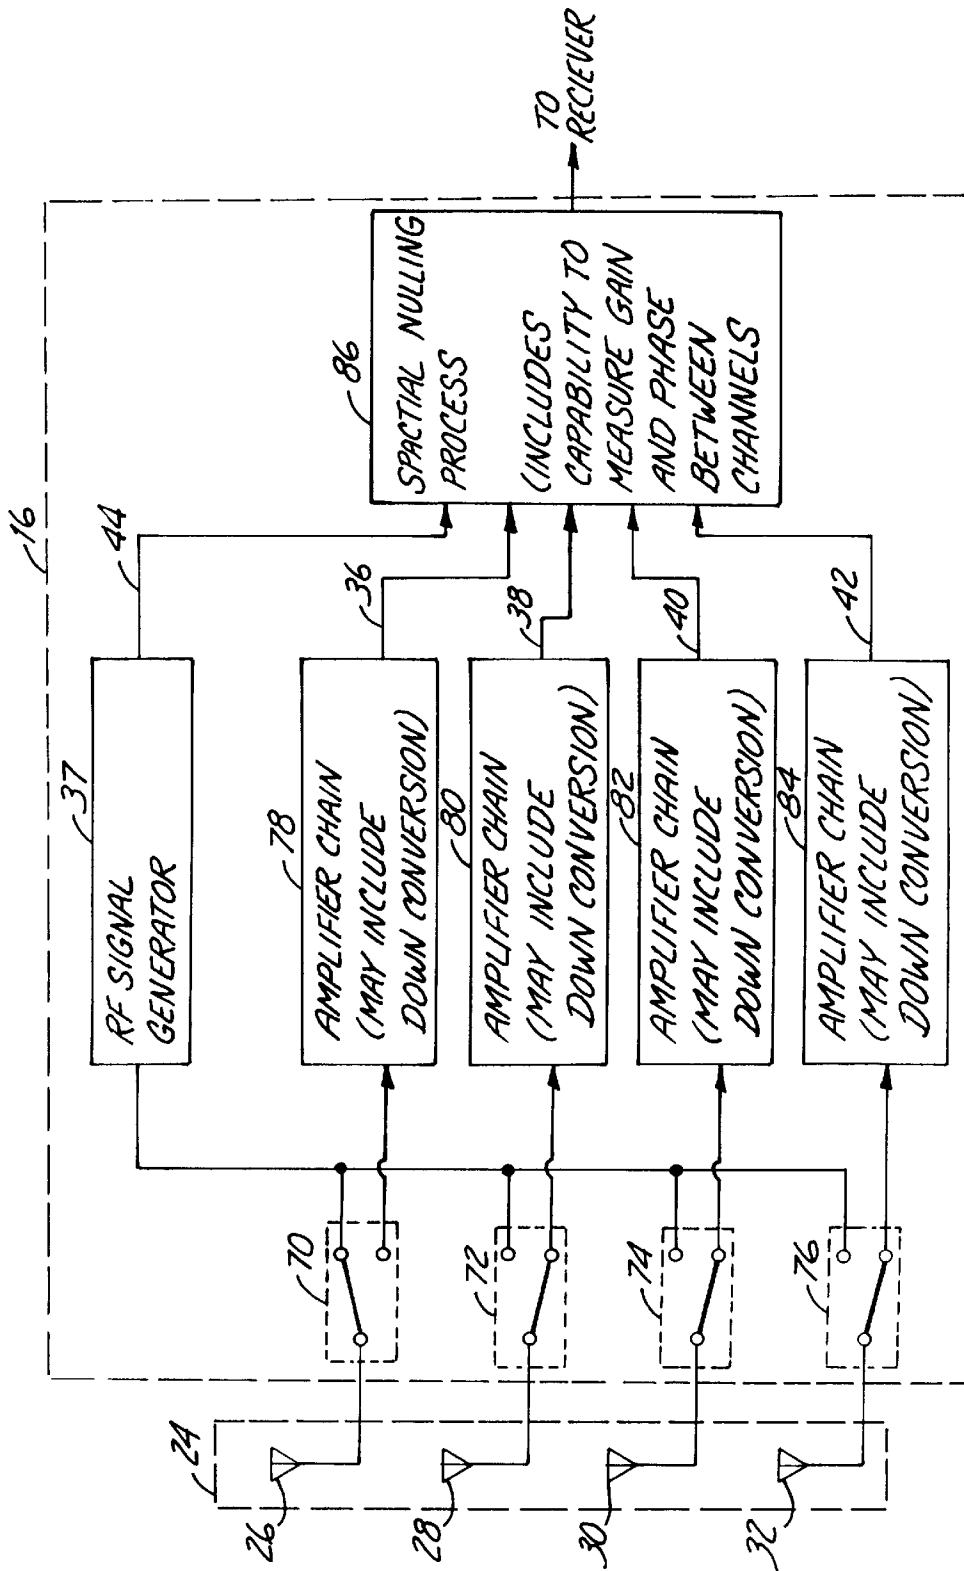 16
37
RF SIGNAL
GENERATOR
44
70
78
AMPLIFIER CHAIN
(MAY INCLUDE
DOWN CONVERSION)
36
72
80
AMPLIFIER CHAIN
(MAY INCLUDE
DOWN CONVERSION)
38
74
82
AMPLIFIER CHAIN
(MAY INCLUDE
DOWN CONVERSION)
40
76
84
AMPLIFIER CHAIN
(MAY INCLUDE
DOWN CONVERSION)
42
86
SPACTIAL NULLING
PROCESS
(INCLUDES
CAPABILITY TO
MEASURE GAIN
AND PHASE
BETWEEN
CHANNELS
TO
RECIEVER
24
26
28
30
32